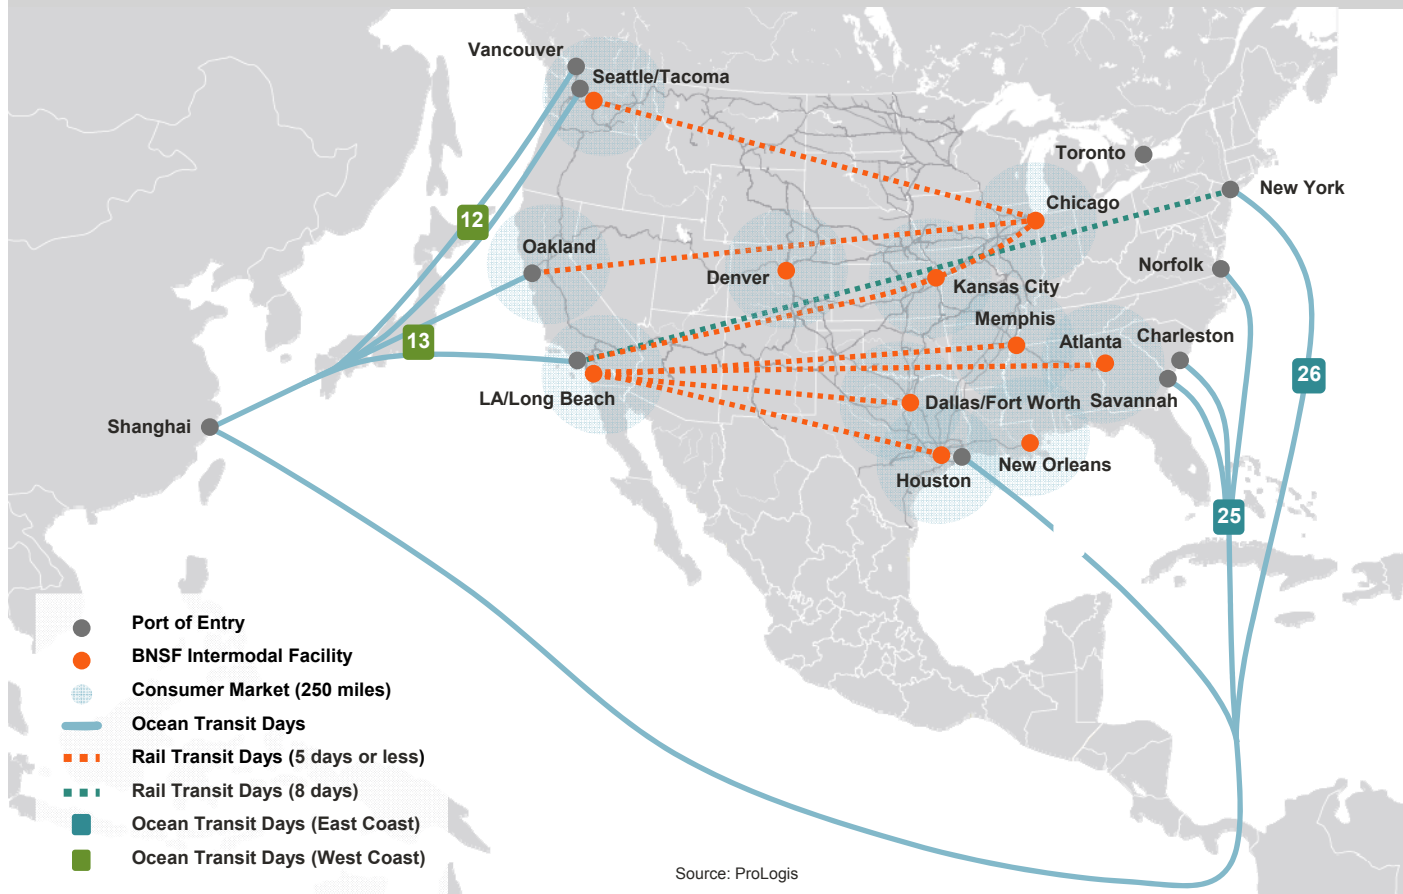 Vancouver
Seattle/Tacoma
Toronto
New York
Chicago
12
Oakland
Norfolk
Denver
Kansas City
Memphis
13
Atlanta
Charleston
26
LA/Long Beach
Dallas/Fort Worth
Savannah
Shanghai
New Orleans
Houston
25
Port of Entry
BNSF Intermodal Facility
Consumer Market (250 miles)
Ocean Transit Days
Rail Transit Days (5 days or less)
Rail Transit Days (8 days)
Ocean Transit Days (East Coast)
Ocean Transit Days (West Coast)
Source: ProLogis